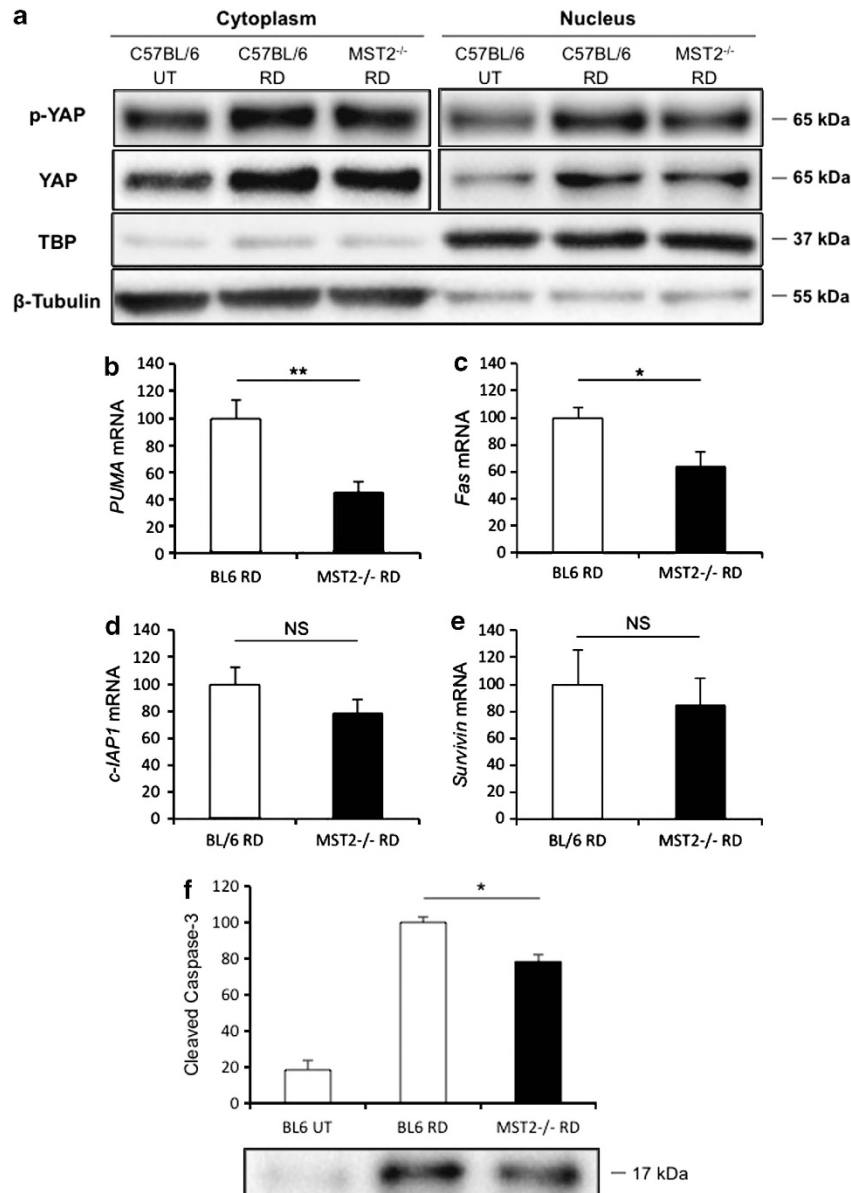 a
Cytoplasm Nucleus
C57BL/6 C57BL/6 MST2-/- C57BL/6 C57BL/6 MST2-/-
UT RD RD UT RD RD
p-YAP — 65 kDa
YAP — 65 kDa
TBP — 37 kDa
β-Tubulin — 55 kDa
b
140
120
100
80
60
40
20
0
PUMA mRNA
**
BL6 RD MST2-/- RD
c
140
120
100
80
60
40
20
0
Fas mRNA
*
BL6 RD MST2-/- RD
d
140
120
100
80
60
40
20
0
c-IAP1 mRNA
NS
BL/6 RD MST2-/- RD
e
140
120
100
80
60
40
20
0
Survivin mRNA
NS
BL/6 RD MST2-/- RD
f
120
100
80
60
40
20
0
Cleaved Caspase-3
*
BL6 UT BL6 RD MST2-/- RD
— 17 kDa